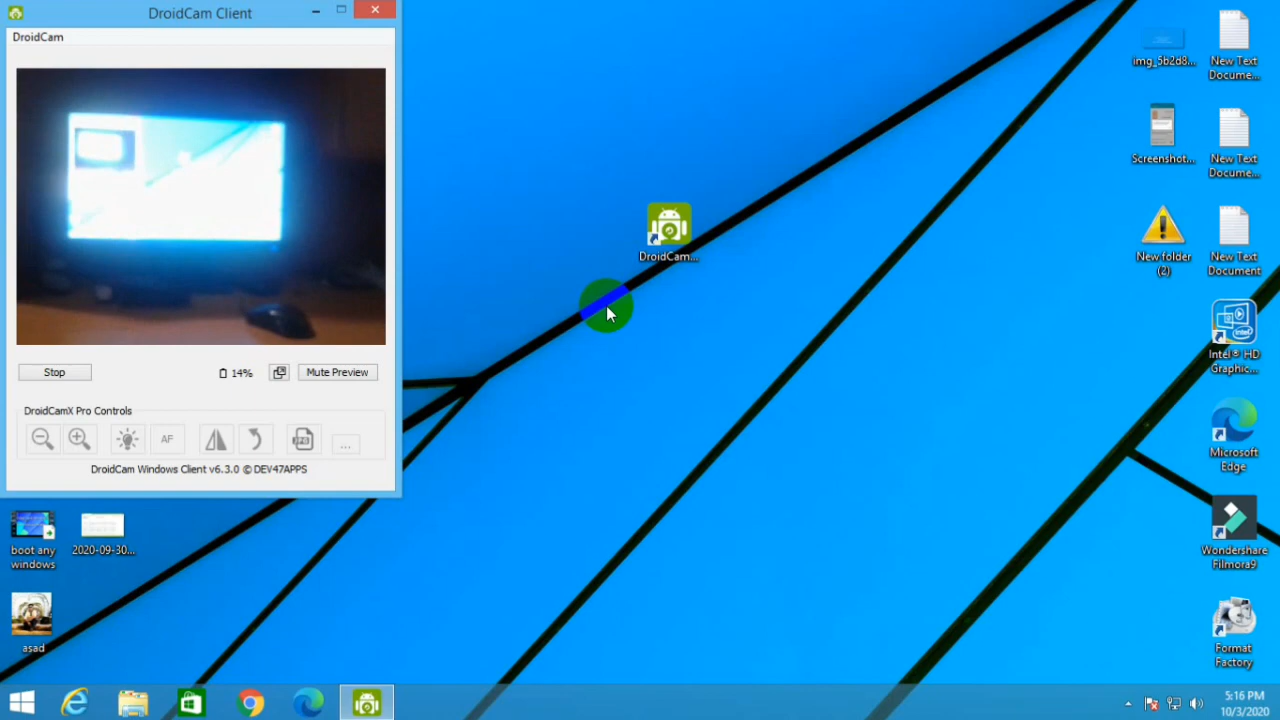 DroidCam Client
DroidCam
Stop
14%
Mute Preview
DroidCamX Pro Controls
AF
JPG
...
DroidCam Windows Client v6.3.0 © DEV47APPS
DroidCam...
img_5b2d8...
New Text
Docume...
Screenshot...
New Text
Docume...
New folder
(2)
New Text
Document
intel
Intel® HD
Graphic...
Microsoft
Edge
Wondershare
Filmora9
Format
Factory
boot any
windows
2020-09-30...
asad
5:16 PM
10/3/2020